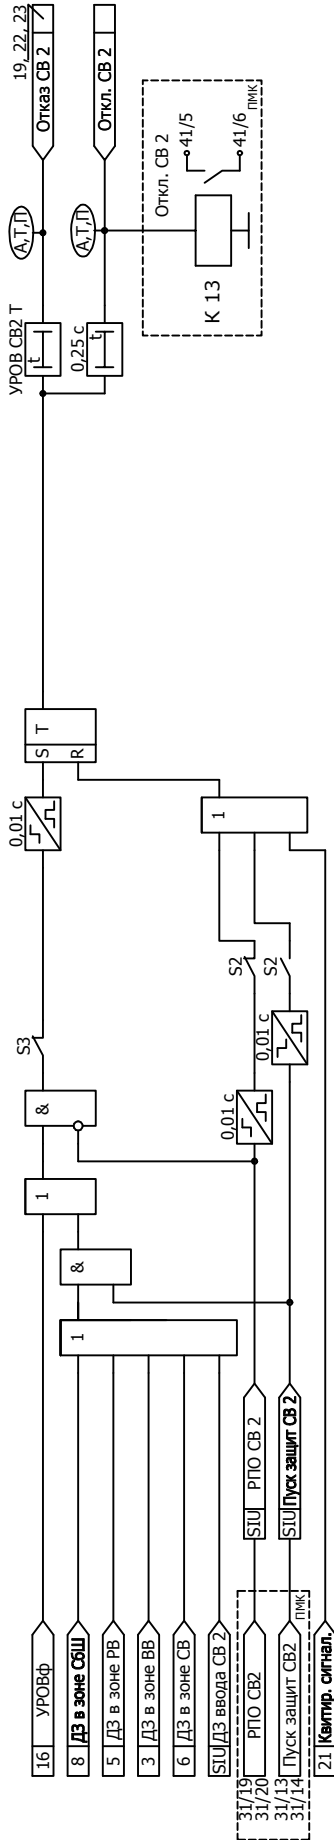 16 УРОВф
8 ДЗ в зоне СбШ
5 ДЗ в зоне РВ
3 ДЗ в зоне ВВ
6 ДЗ в зоне СВ
SIU ДЗ ввода СВ 2
31/19
31/20
РПО СВ2
31/13
31/14
Пуск защит СВ2
ПМК
21 Квитир. сигнал.
SIU РПО СВ 2
SIU Пуск защит СВ 2
1
&
1
&
S3
0,01 с
0,01 с
S2
S2
1
0,01 с
S T
R
УРОВ СВ2 Т
t
0,25 с
t
А,Т,П
А,Т,П
19, 22, 23
Отказ СВ 2
Откл. СВ 2
К 13
Откл. СВ 2
41/5
41/6
ПМК